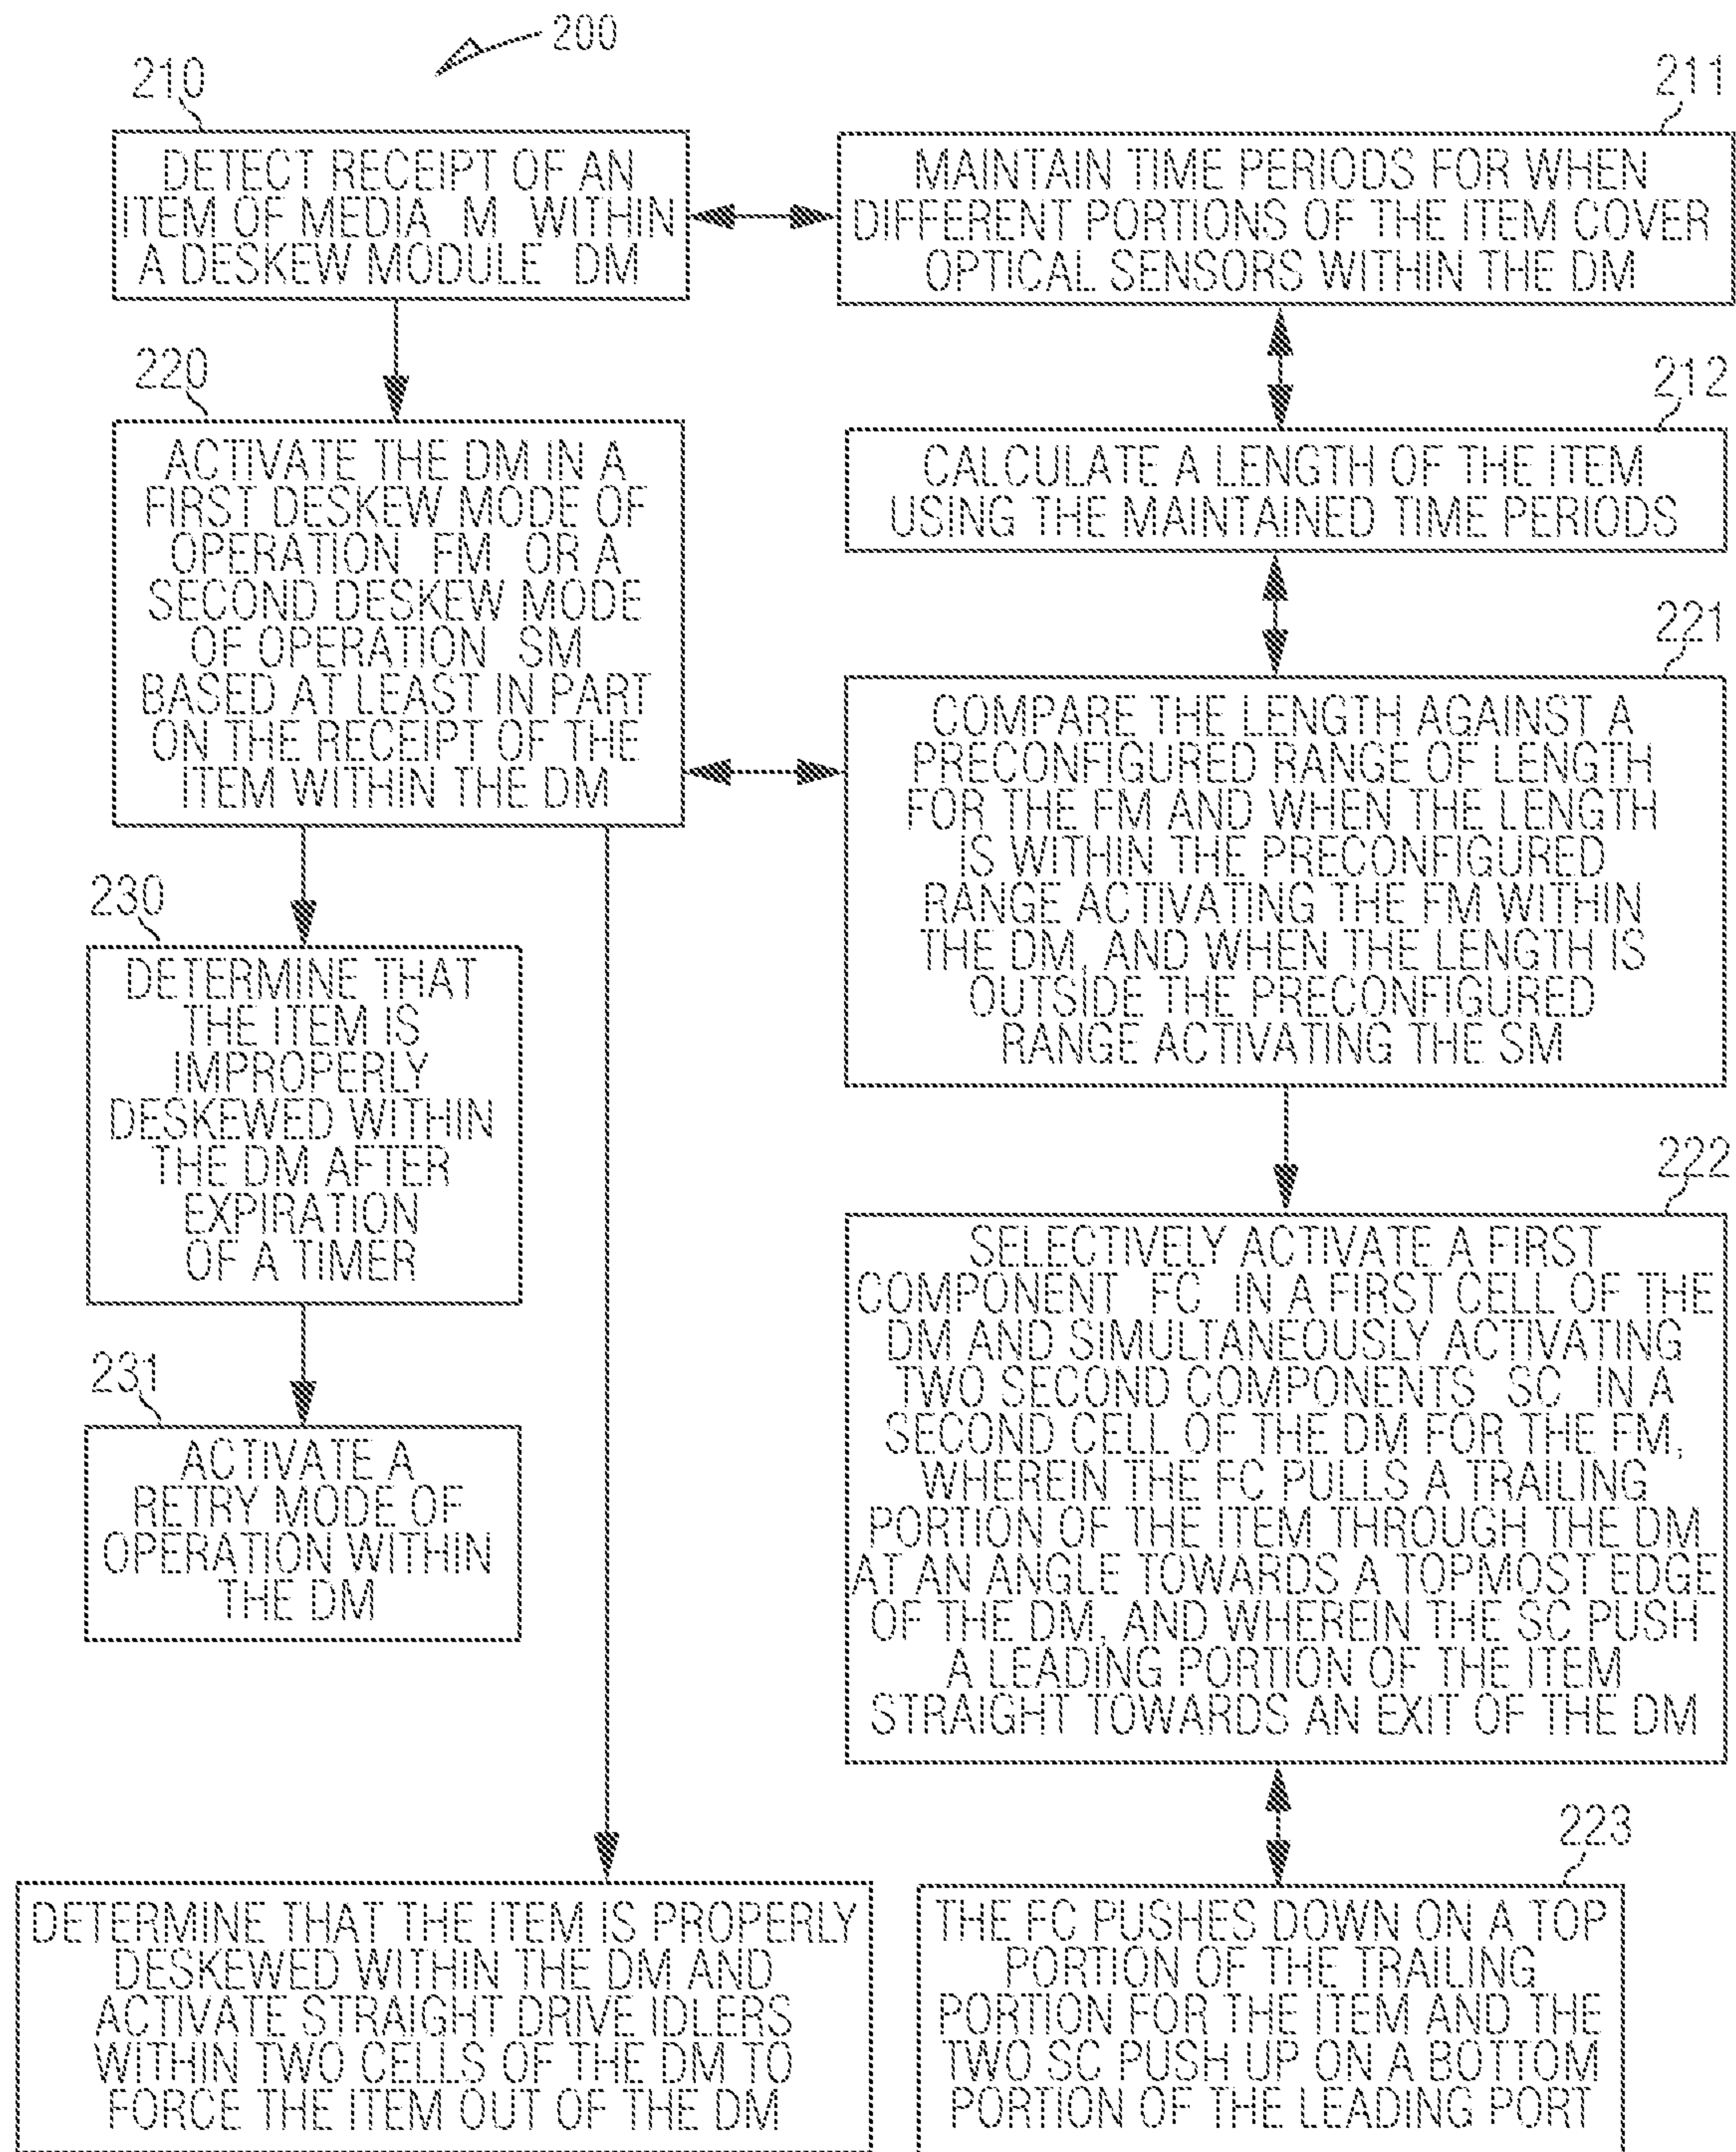 200
210
DETECT RECEIPT OF AN
ITEM OF MEDIA M WITHIN
A DESKEW MODULE DM
211
MAINTAIN TIME PERIODS FOR WHEN
DIFFERENT PORTIONS OF THE ITEM COVER
OPTICAL SENSORS WITHIN THE DM
220
ACTIVATE THE DM IN A
FIRST DESKEW MODE OF
OPERATION FM OR A
SECOND DESKEW MODE
OF OPERATION SM
BASED AT LEAST IN PART
ON THE RECEIPT OF THE
ITEM WITHIN THE DM
212
CALCULATE A LENGTH OF THE ITEM
USING THE MAINTAINED TIME PERIODS
221
COMPARE THE LENGTH AGAINST A
PRECONFIGURED RANGE OF LENGTH
FOR THE FM AND WHEN THE LENGTH
IS WITHIN THE PRECONFIGURED
RANGE ACTIVATING THE FM WITHIN
THE DM, AND WHEN THE LENGTH IS
OUTSIDE THE PRECONFIGURED
RANGE ACTIVATING THE SM
230
DETERMINE THAT
THE ITEM IS
IMPROPERLY
DESKEWED WITHIN
THE DM AFTER
EXPIRATION
OF A TIMER
222
SELECTIVELY ACTIVATE A FIRST
COMPONENT FC IN A FIRST CELL OF THE
DM AND SIMULTANEOUSLY ACTIVATING
TWO SECOND COMPONENTS SC IN A
SECOND CELL OF THE DM FOR THE FM,
WHEREIN THE FC PULLS A TRAILING
PORTION OF THE ITEM THROUGH THE DM
AT AN ANGLE TOWARDS A TOPMOST EDGE
OF THE DM, AND WHEREIN THE SC PUSH
A LEADING PORTION OF THE ITEM
STRAIGHT TOWARDS AN EXIT OF THE DM
231
ACTIVATE A
RETRY MODE OF
OPERATION WITHIN
THE DM
DETERMINE THAT THE ITEM IS PROPERLY
DESKEWED WITHIN THE DM AND
ACTIVATE STRAIGHT DRIVE IDLERS
WITHIN TWO CELLS OF THE DM TO
FORCE THE ITEM OUT OF THE DM
223
THE FC PUSHES DOWN ON A TOP
PORTION OF THE TRAILING
PORTION FOR THE ITEM AND THE
TWO SC PUSH UP ON A BOTTOM
PORTION OF THE LEADING PORT